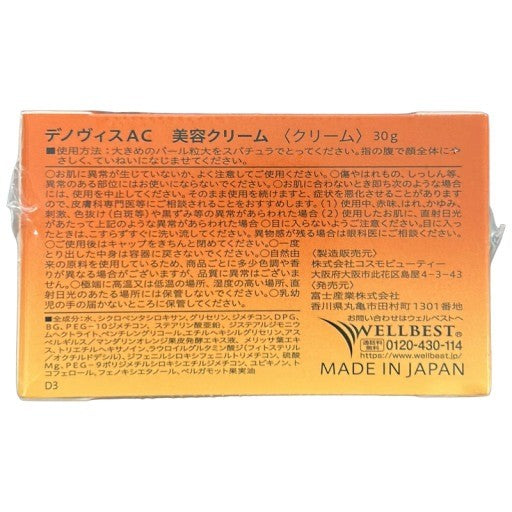 デノヴィスAC 美容クリーム 〈クリーム〉 30g
■使用方法：大きめのパール粒大をスパチュラでとってください。指の腹で顔全体にや
さしく、ていねいになじませてください。
○お肌に異常が生じていないか、よく注意してご使用ください。○傷やはれもの、しっしん等、
異常のある部位にはお使いにならないでください。○お肌に合わないとき即ち次のような場合
には、使用を中止してください。そのまま使用を続けますと、症状を悪化させることがあります
ので、皮膚科専門医等にご相談されることをおすすめします。(1) 使用中、赤味、はれ、かゆみ、
刺激、色抜け(白斑等)や黒ずみ等の異常があらわれた場合 (2) 使用したお肌に、直射日光
があたって上記のような異常があらわれた場合 ○目に入らないようご注意ください。目に入っ
たときは、こすらずすぐに洗い流してください。異物感が残る場合は眼科医にご相談ください。
○ご使用後はキャップをきちんと閉めてください。○一度
とり出した中身は容器に戻さないでください。○自然由
来の原料を使用しているため、色調や香り
が異なる場合がございますが、品質に異常はございませ
ん。○極端に高温又は低温の場所、湿度の高い場所、直
射日光のあたる場所には保管しないでください。○乳幼
児の手の届かないところに保管してください。
〈製造販売元〉
株式会社コスモビューティー
大阪府大阪市此花区島屋4-3-43
〈発売元〉
富士産業株式会社
香川県丸亀市田村町1301番地
■全成分：水、シクロペンタシロキサン、グリセリン、ジメチコン、DPG、
BG、PEG-10ジメチコン、ステアリン酸亜鉛、ジステアルジモニウ
ムヘクトライト、ペンチレングリコール、エチルヘキシルグリセリン、アス
ペルギルス/マンダリンオレンジ果皮発酵エキス液、メリッサ葉エキ
ス、トリエチルヘキサノイン、ラウロイルグルタミン酸ジ(フィトステリル
/オクチルドデシル)、ジフェニルシロキシフェニルトリメチコン、硫酸
Mg、PEG-9ポリジメチルシロキシエチルジメチコン、ユビキノン、ト
コフェロール、フェノキシエタノール、ベルガモット果実油
お問い合わせはウェルベストへ
WELLBEST®
通話料無料 0120-430-114
https://www.wellbest.jp/
MADE IN JAPAN
D3